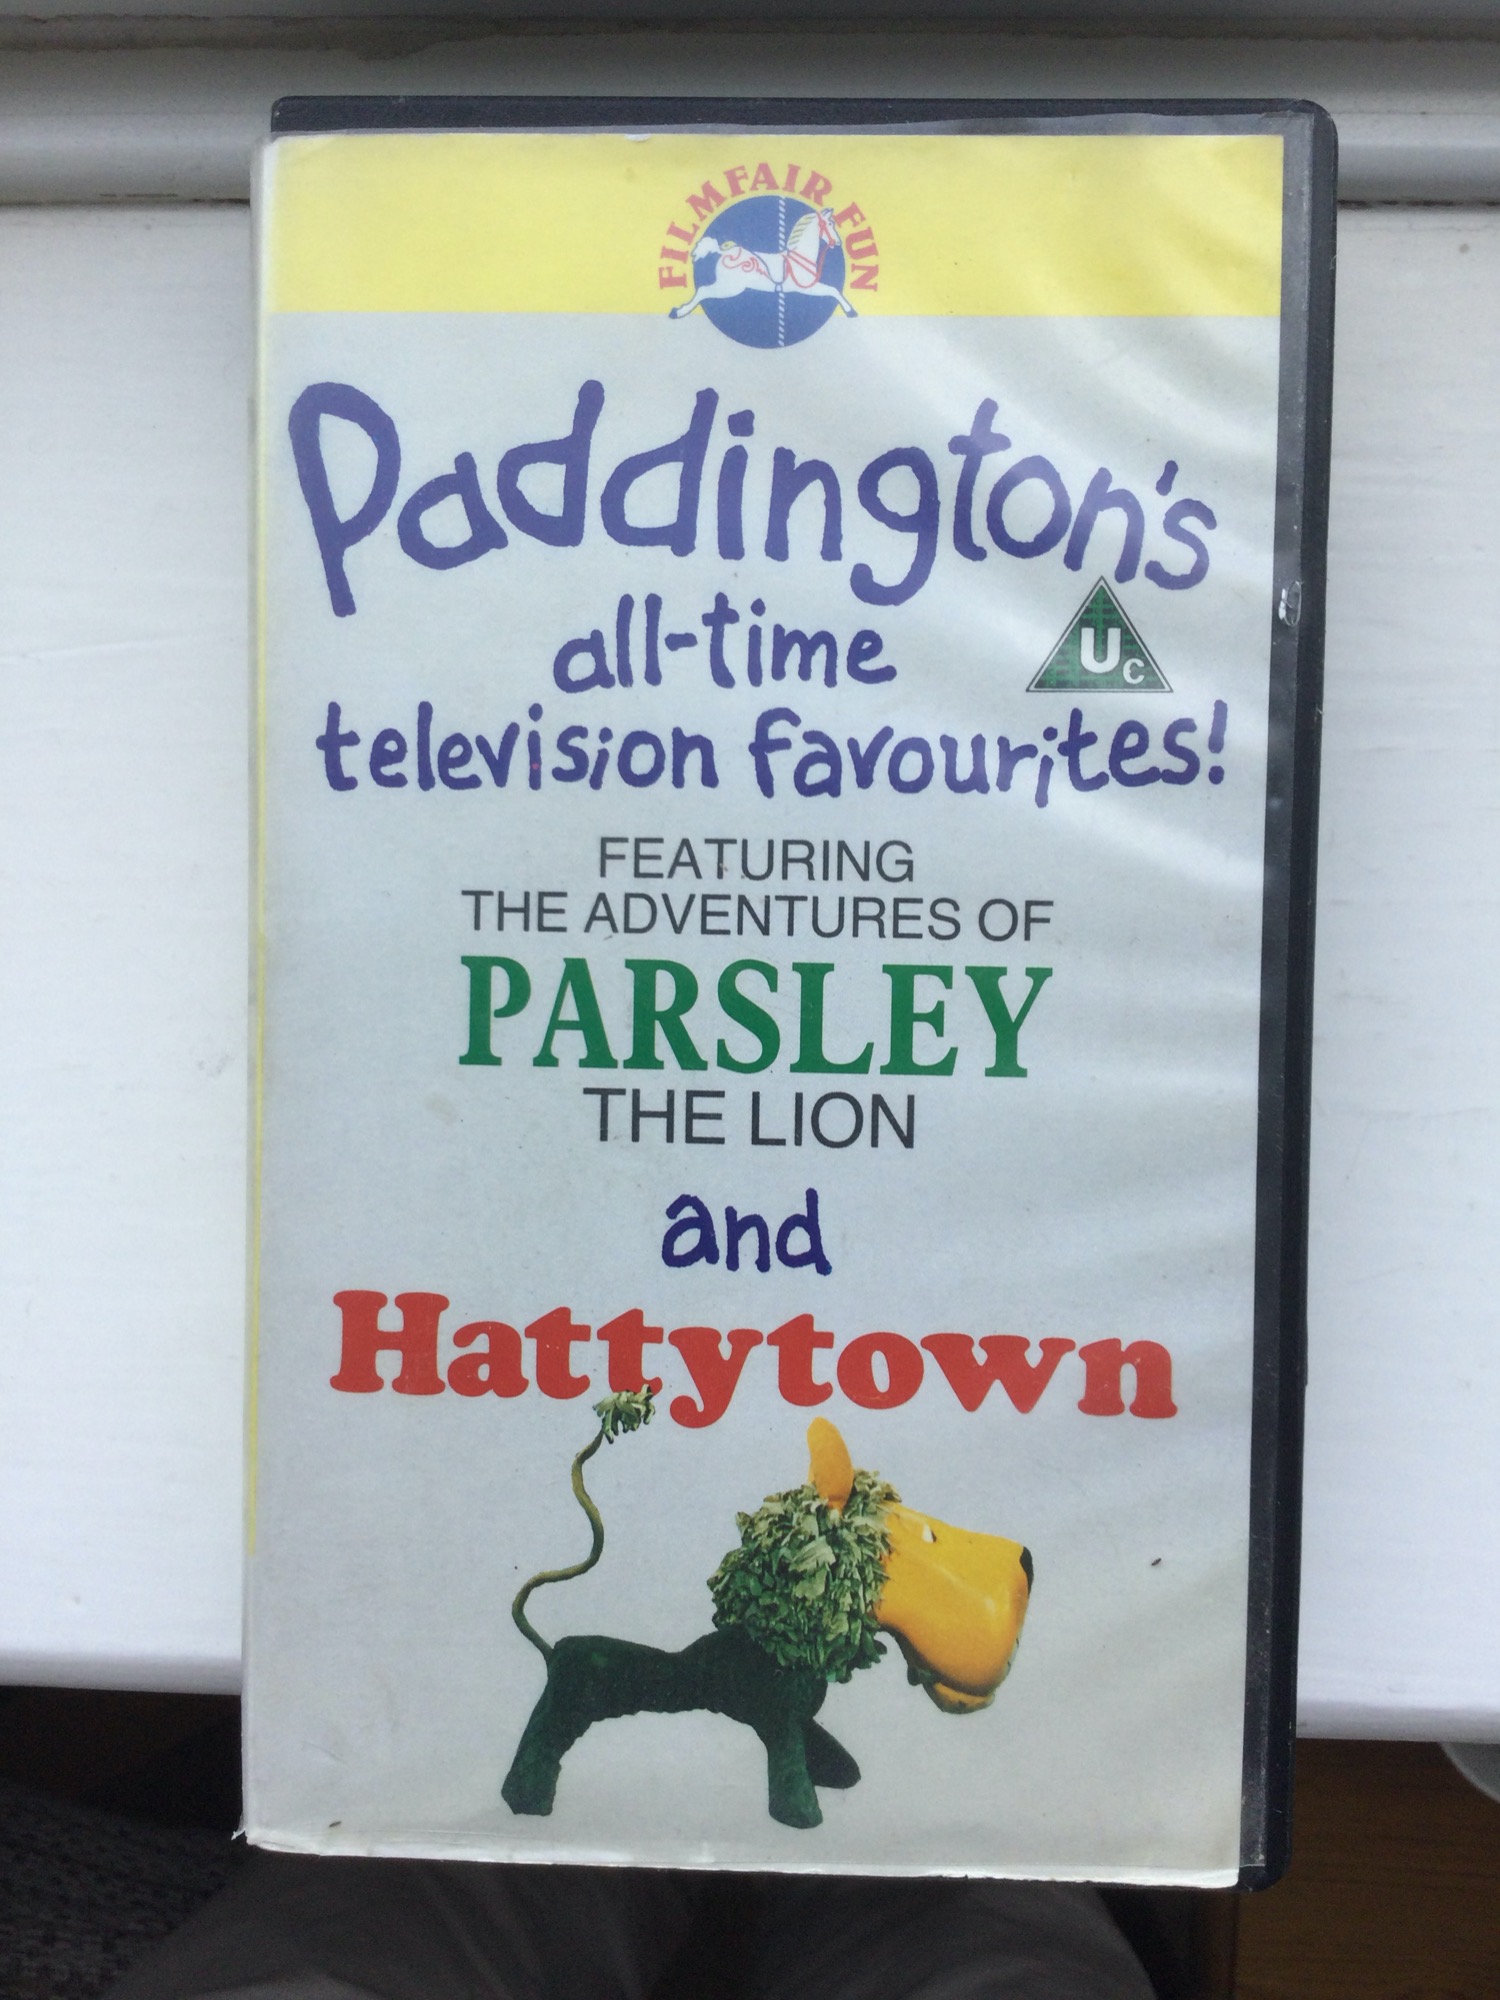 FILMFAIR FUN
Paddington's
all-time
Uc
television favourites!
FEATURING
THE ADVENTURES OF
PARSLEY
THE LION
and
Hattytown